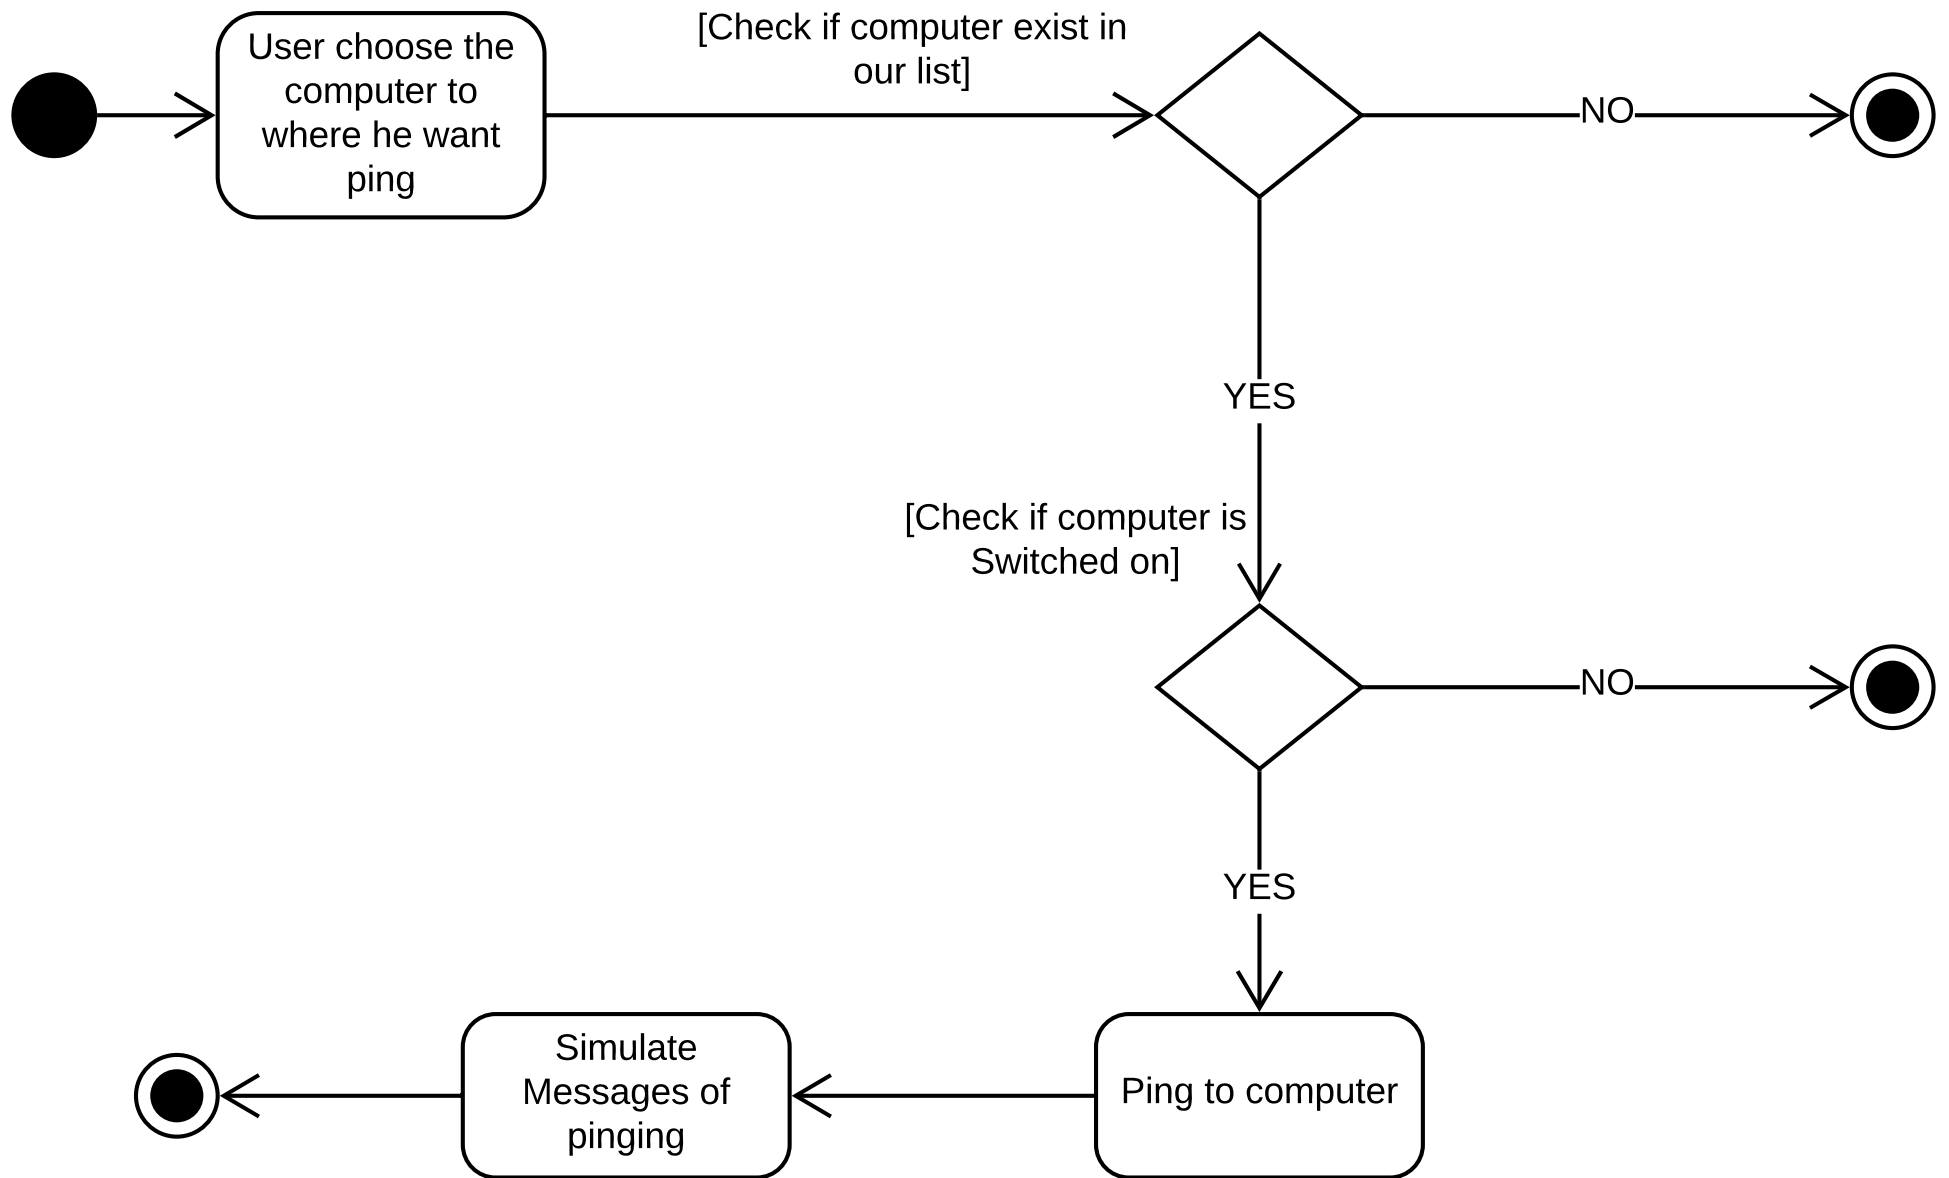 User choose the
computer to
where he want
ping
[Check if computer exist in
our list]
NO
YES
[Check if computer is
Switched on]
NO
YES
Ping to computer
Simulate
Messages of
pinging